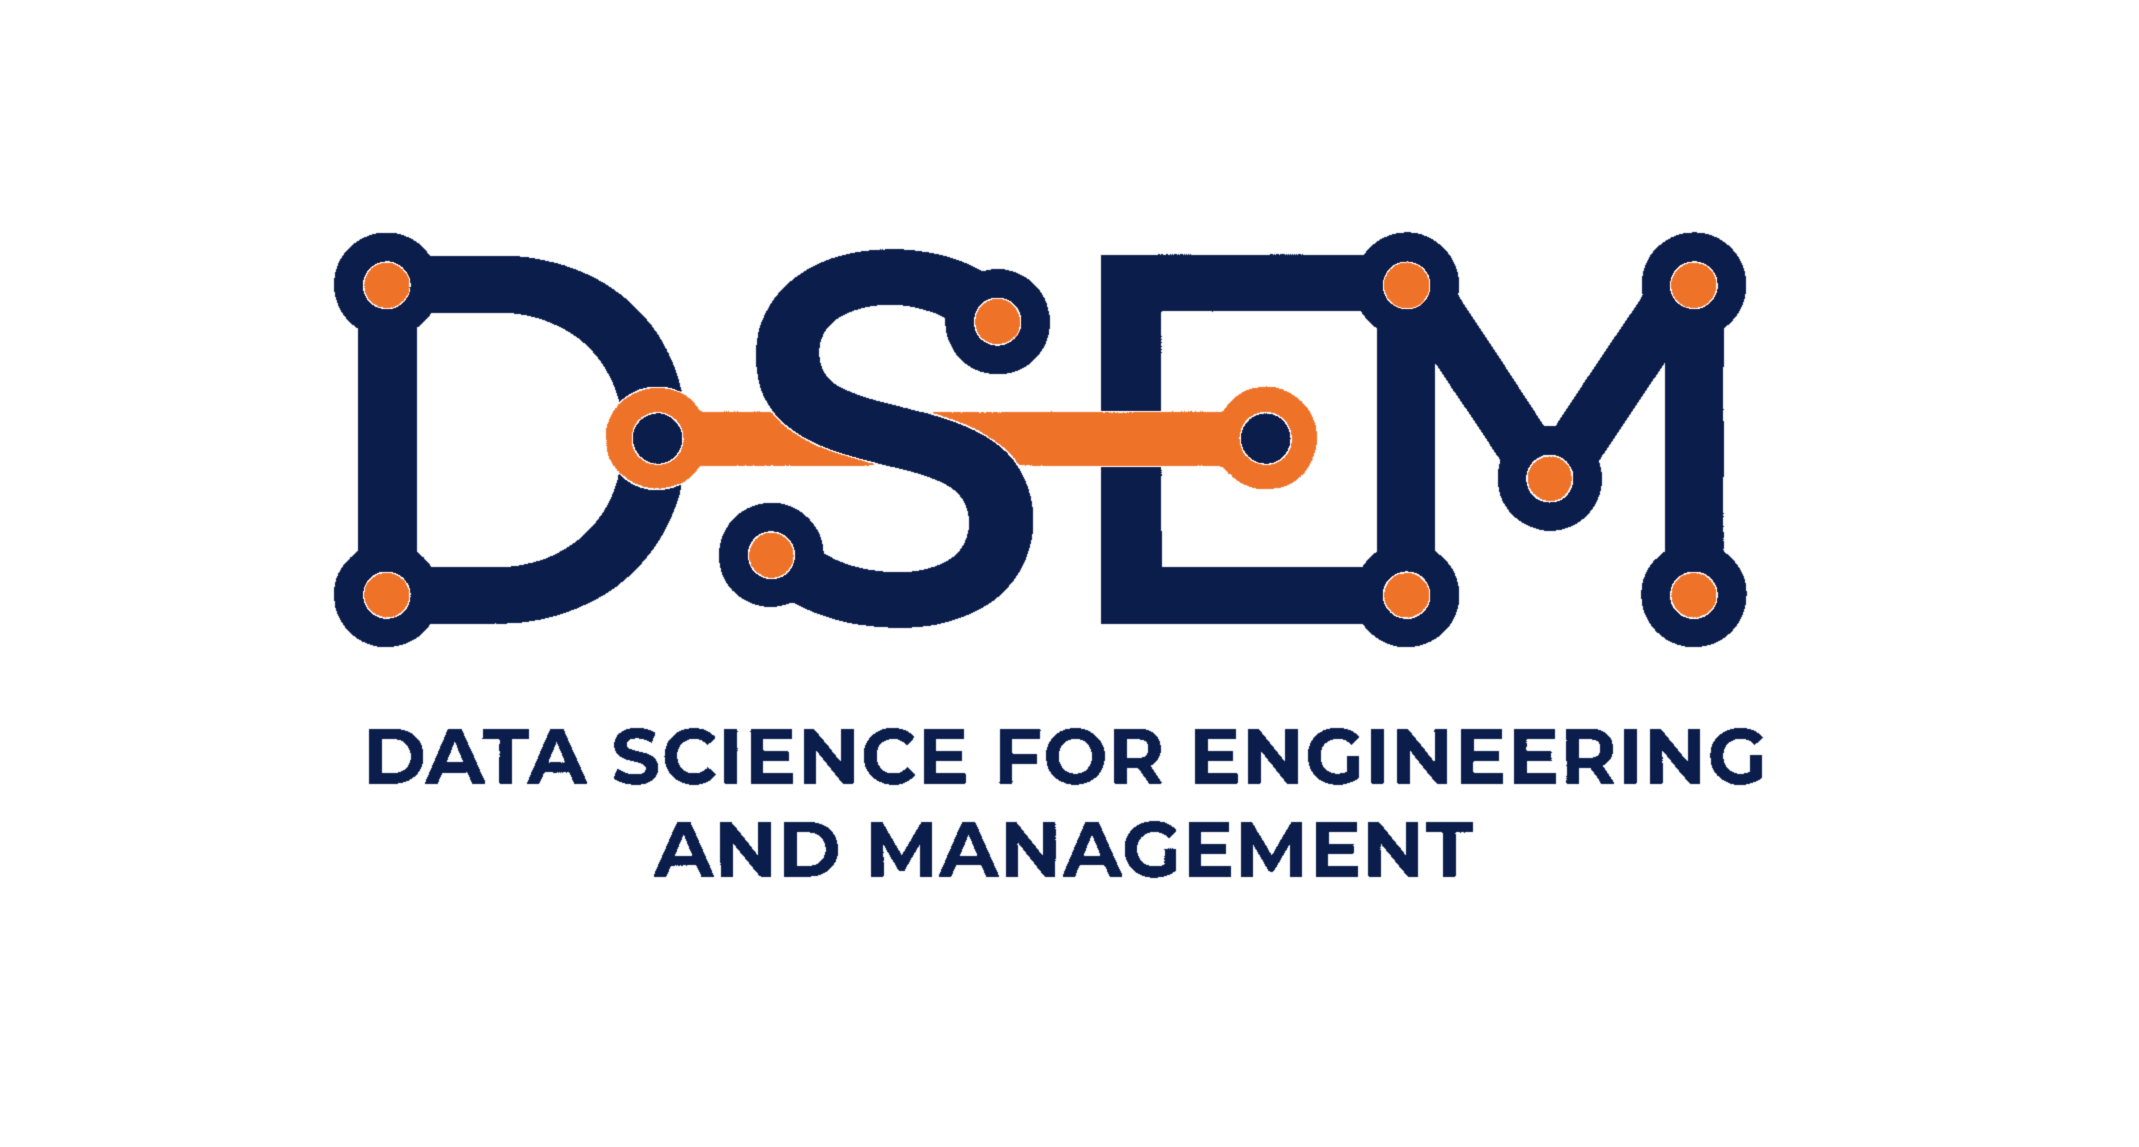 DSEM
DATA SCIENCE FOR ENGINEERING
AND MANAGEMENT